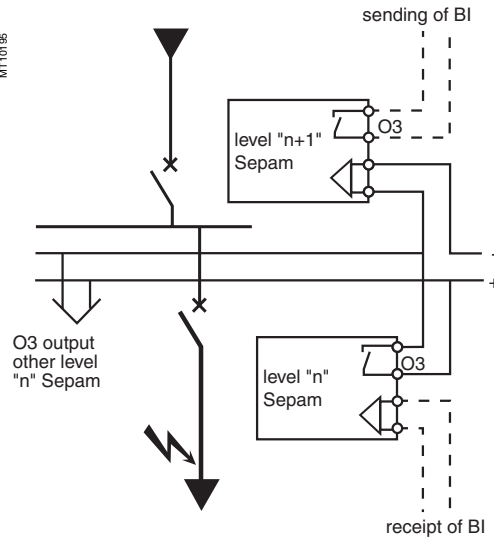 MT10195
sending of BI
O3
level "n+1"
Sepam
-
+
O3 output
other level
"n" Sepam
O3
level "n"
Sepam
receipt of BI